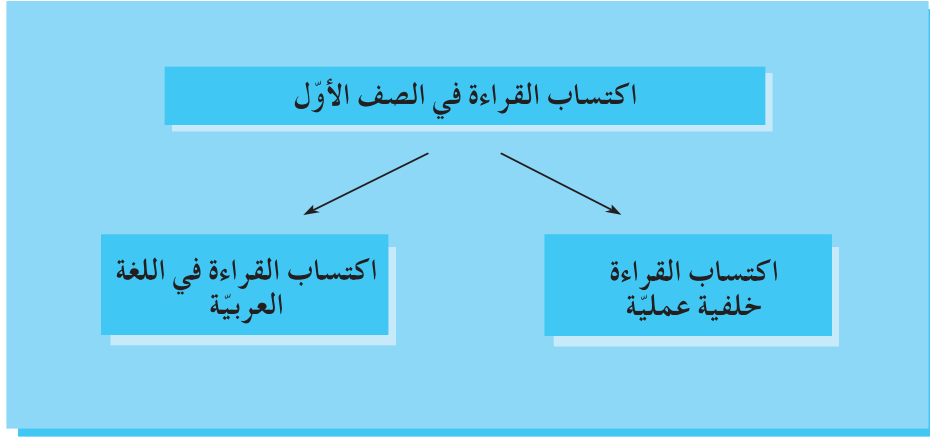 اكتساب القراءة في الصف الأوّل
اكتساب القراءة
خلفية عمليّة
اكتساب القراءة في اللغة
العربيّة